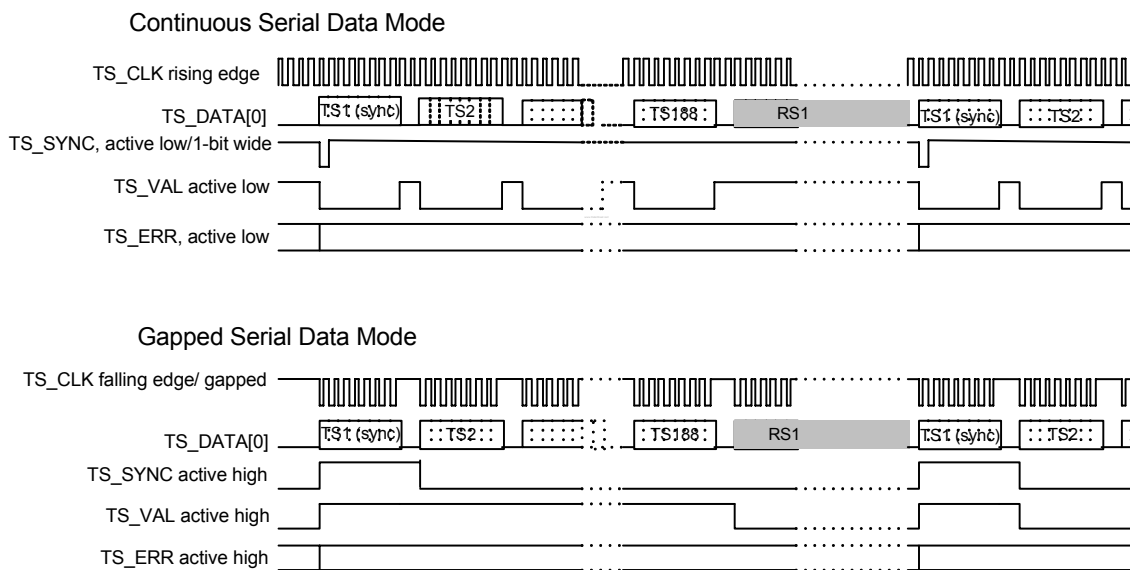 Continuous Serial Data Mode
TS_CLK rising edge
TS_DATA[0] TS1 (sync) TS2 TS188 RS1 TS1 (sync) TS2
TS_SYNC, active low/1-bit wide
TS_VAL active low
TS_ERR, active low
Gapped Serial Data Mode
TS_CLK falling edge/ gapped
TS_DATA[0] TS1 (sync) TS2 TS188 RS1 TS1 (sync) TS2
TS_SYNC active high
TS_VAL active high
TS_ERR active high